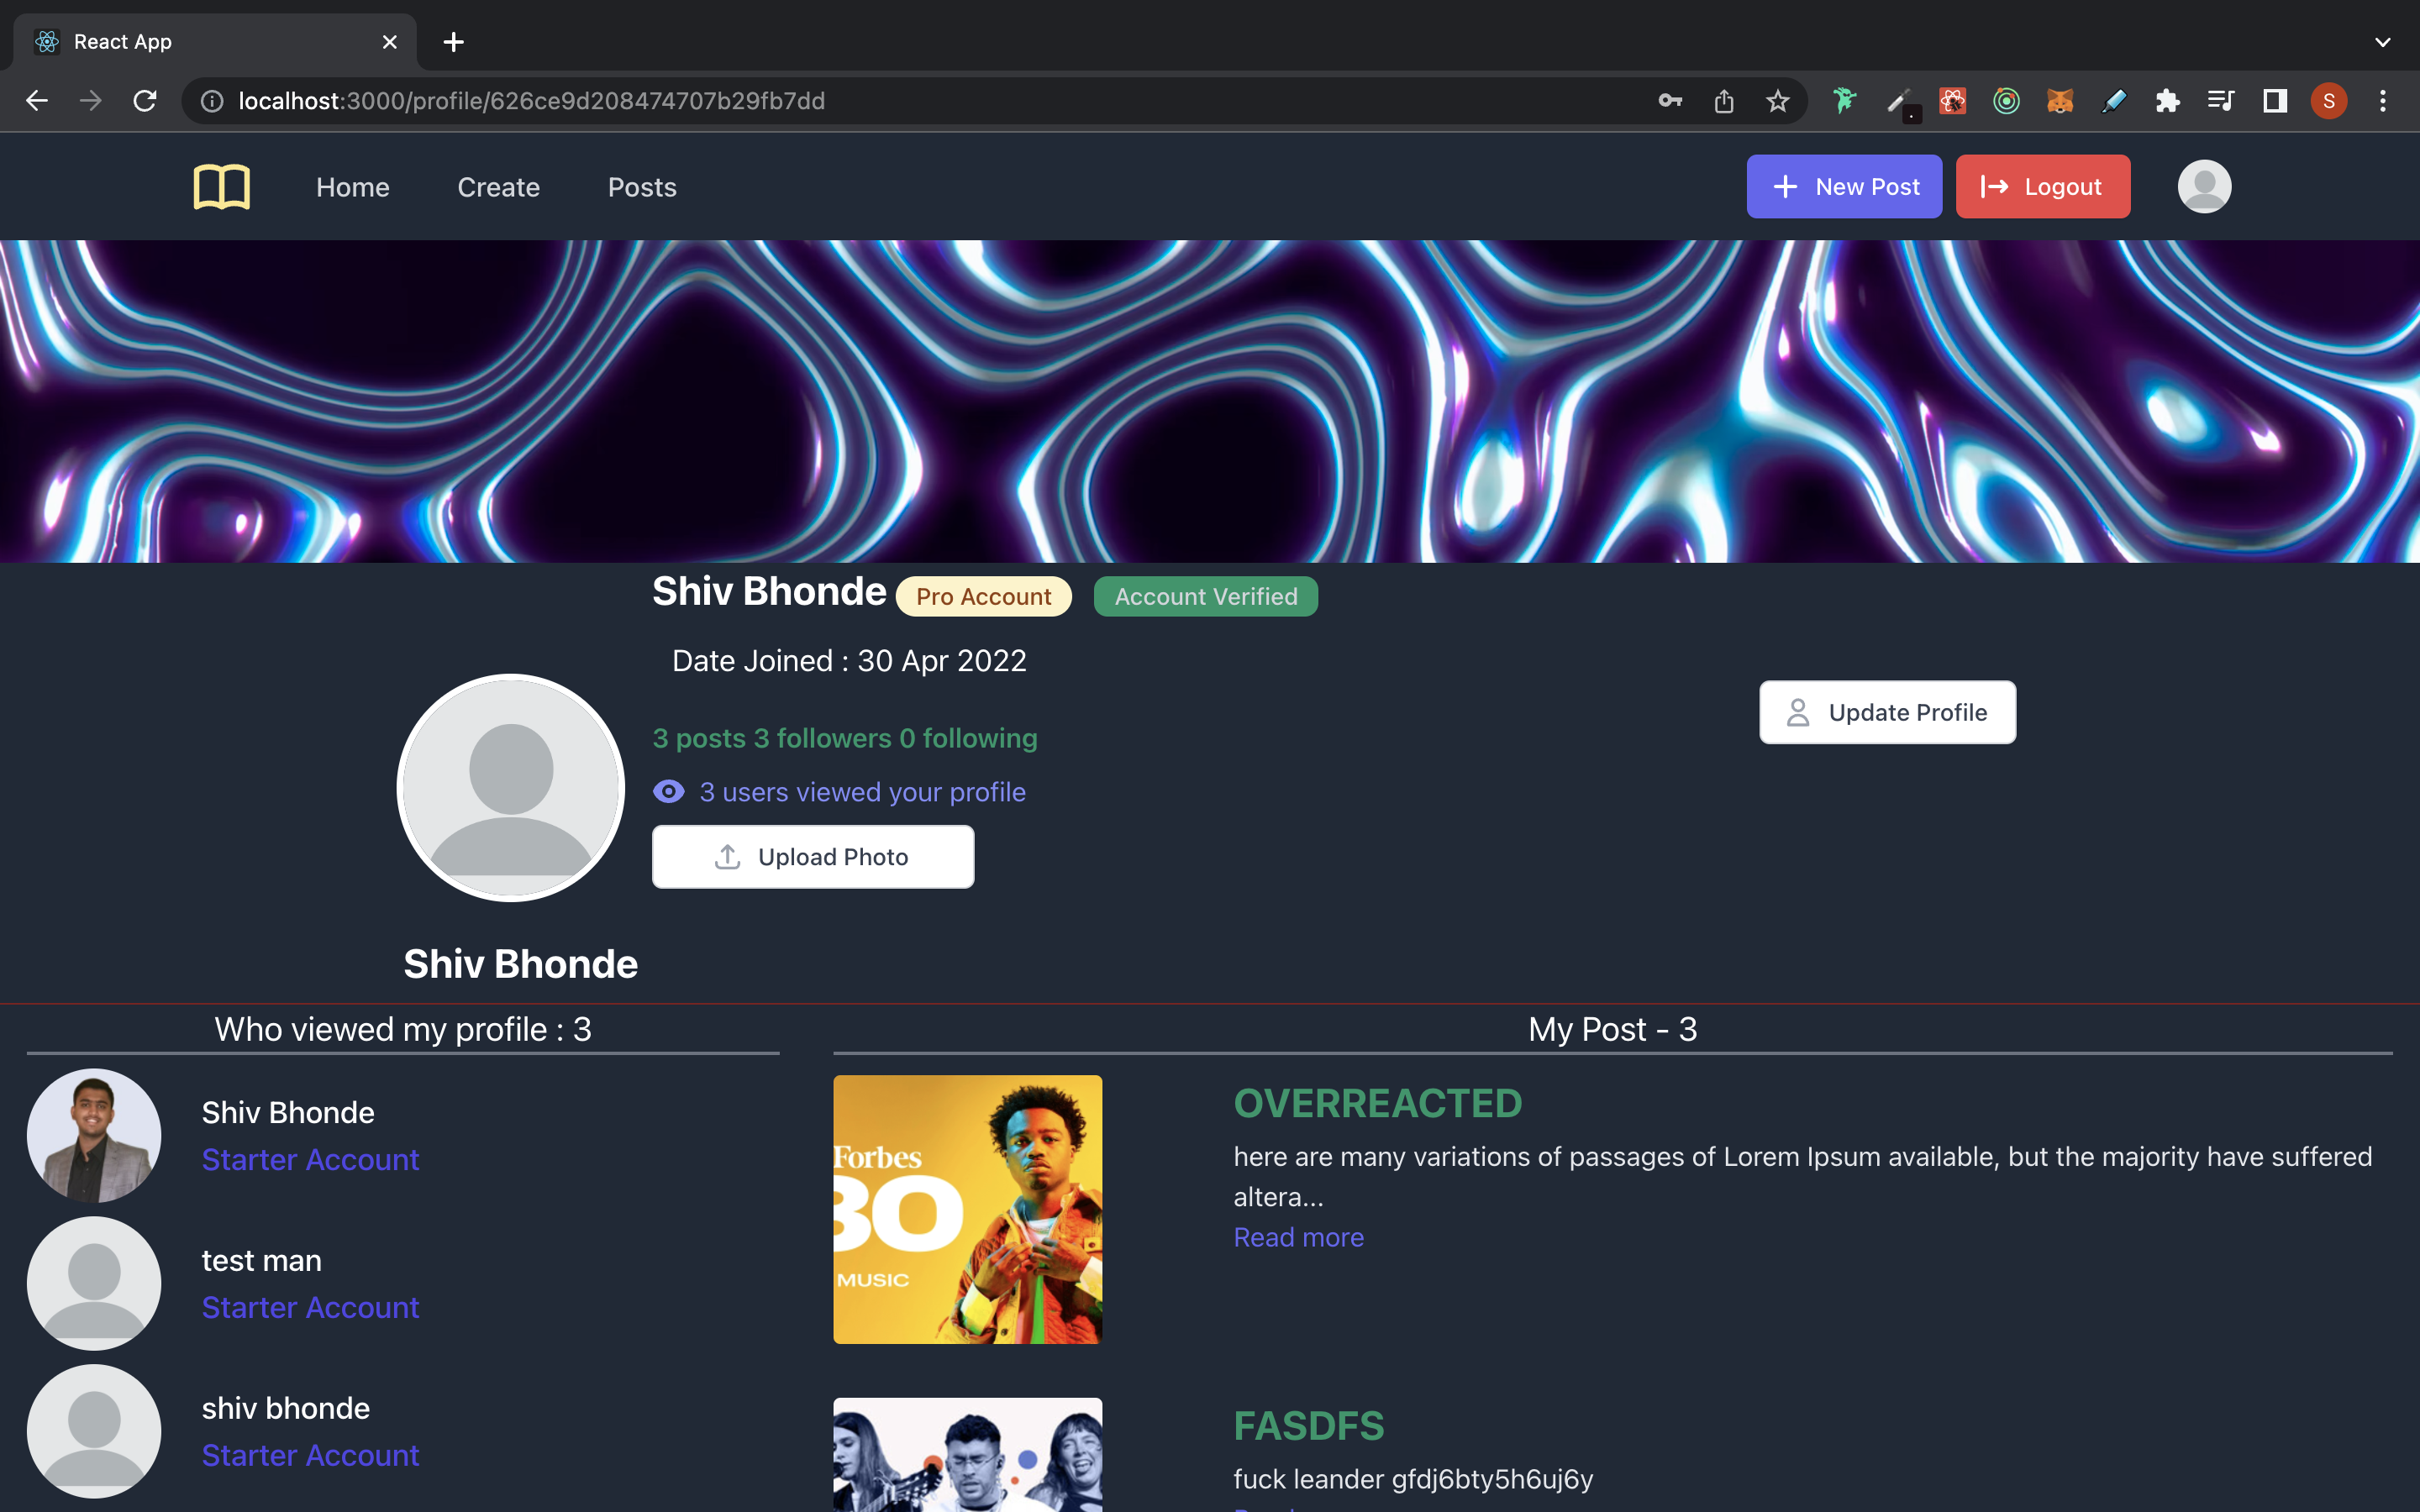 React App
localhost:3000/profile/626ce9d208474707b29fb7dd
S
Home
Create
Posts
New Post
Logout
Shiv Bhonde
Pro Account
Account Verified
Date Joined : 30 Apr 2022
3 posts 3 followers 0 following
3 users viewed your profile
Upload Photo
Update Profile
Shiv Bhonde
Who viewed my profile : 3
Shiv Bhonde
Starter Account
test man
Starter Account
shiv bhonde
Starter Account
My Post - 3
Forbes
30
MUSIC
OVERREACTED
here are many variations of passages of Lorem Ipsum available, but the majority have suffered
altera...
Read more
FASDFS
fuck leander gfdj6bty5h6uj6y